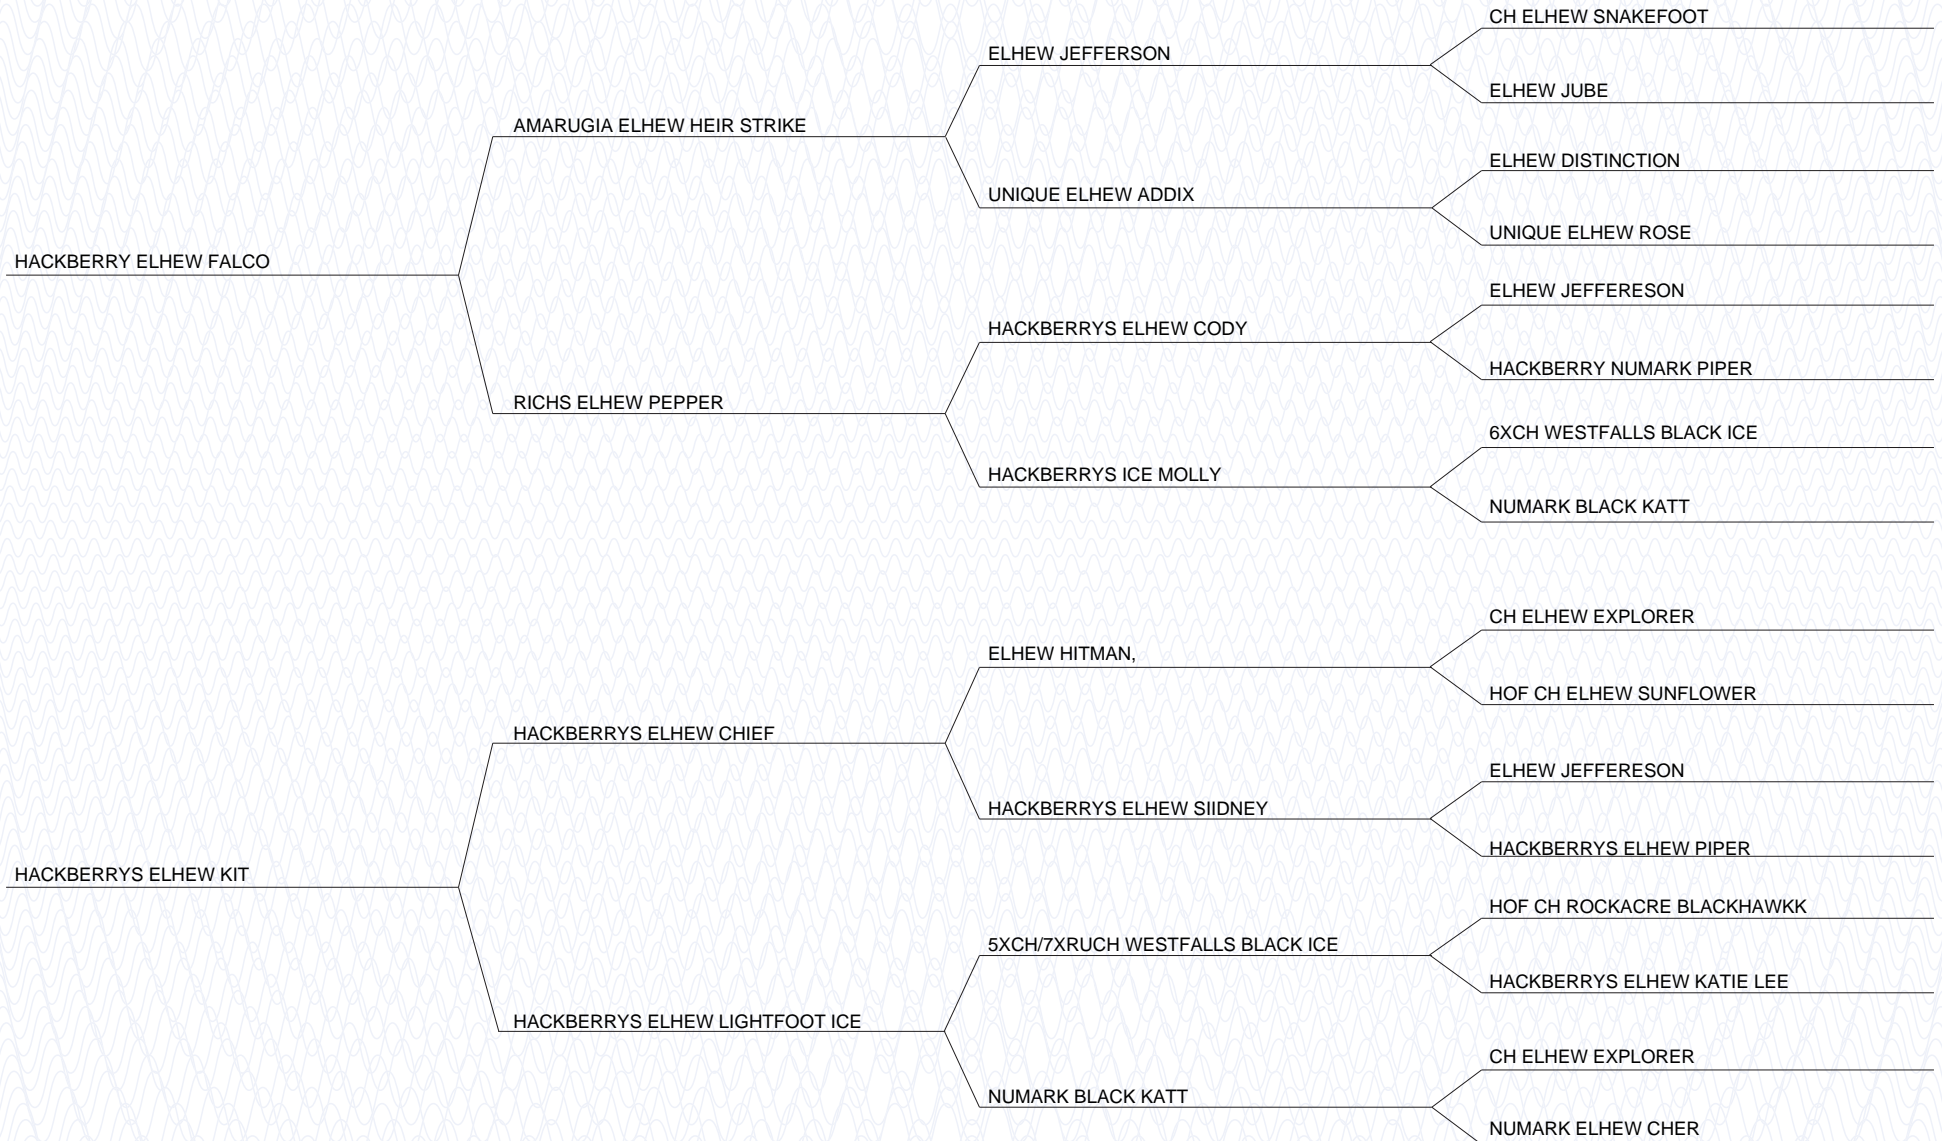 CH ELHEW SNAKEFOOT
ELHEW JEFFERSON
ELHEW JUBE
AMARUGIA ELHEW HEIR STRIKE
ELHEW DISTINCTION
UNIQUE ELHEW ADDIX
UNIQUE ELHEW ROSE
HACKBERRY ELHEW FALCO
ELHEW JEFFERESON
HACKBERRYS ELHEW CODY
HACKBERRY NUMARK PIPER
RICHS ELHEW PEPPER
6XCH WESTFALLS BLACK ICE
HACKBERRYS ICE MOLLY
NUMARK BLACK KATT
CH ELHEW EXPLORER
ELHEW HITMAN,
HOF CH ELHEW SUNFLOWER
HACKBERRYS ELHEW CHIEF
ELHEW JEFFERESON
HACKBERRYS ELHEW SIIDNEY
HACKBERRYS ELHEW PIPER
HACKBERRYS ELHEW KIT
HOF CH ROCKACRE BLACKHAWKK
5XCH/7XRUCH WESTFALLS BLACK ICE
HACKBERRYS ELHEW KATIE LEE
HACKBERRYS ELHEW LIGHTFOOT ICE
CH ELHEW EXPLORER
NUMARK BLACK KATT
NUMARK ELHEW CHER